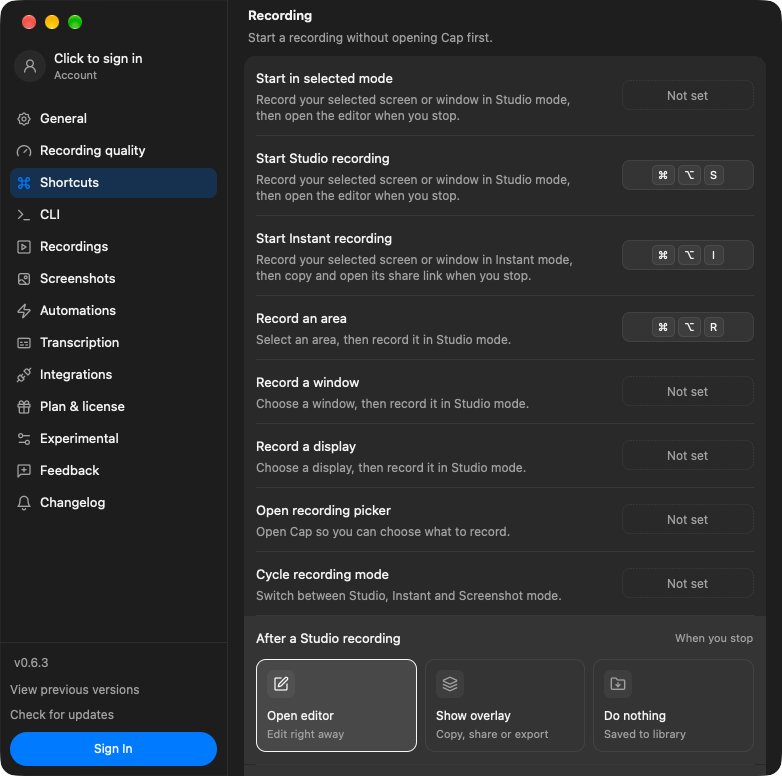 Click to sign in
Account
General
Recording quality
Shortcuts
CLI
Recordings
Screenshots
Automations
Transcription
Integrations
Plan & license
Experimental
Feedback
Changelog
v0.6.3
View previous versions
Check for updates
Sign In
Recording
Start a recording without opening Cap first.
Start in selected mode
Record your selected screen or window in Studio mode,
then open the editor when you stop.
Not set
Start Studio recording
Record your selected screen or window in Studio mode,
then open the editor when you stop.
⌘ ⌥ S
Start Instant recording
Record your selected screen or window in Instant mode,
then copy and open its share link when you stop.
⌘ ⌥ I
Record an area
Select an area, then record it in Studio mode.
⌘ ⌥ R
Record a window
Choose a window, then record it in Studio mode.
Not set
Record a display
Choose a display, then record it in Studio mode.
Not set
Open recording picker
Open Cap so you can choose what to record.
Not set
Cycle recording mode
Switch between Studio, Instant and Screenshot mode.
Not set
After a Studio recording
When you stop
Open editor
Edit right away
Show overlay
Copy, share or export
Do nothing
Saved to library